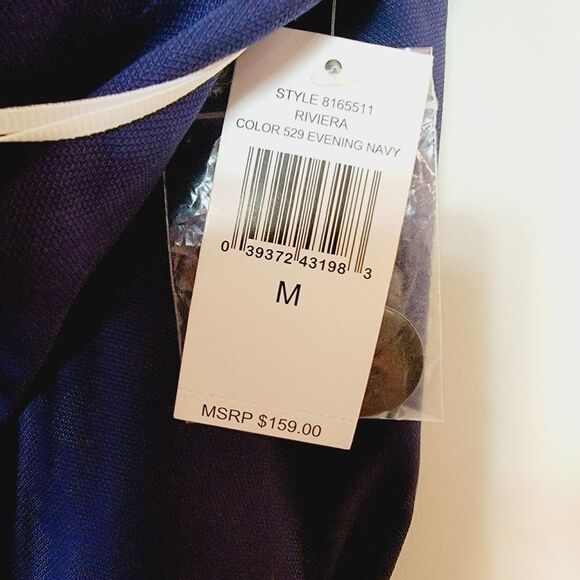 STYLE 8165511
RIVIERA
COLOR 529 EVENING NAVY
0 39372 43198 3
M
MSRP $159.00